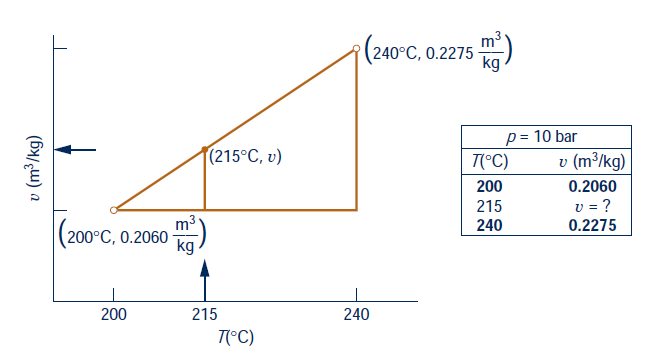 (240°C, 0.2275 m³/kg)
v (m³/kg)
(215°C, v)
(200°C, 0.2060 m³/kg)
200 215 240
T(°C)
p = 10 bar
T(°C) v (m³/kg)
200 0.2060
215 v = ?
240 0.2275